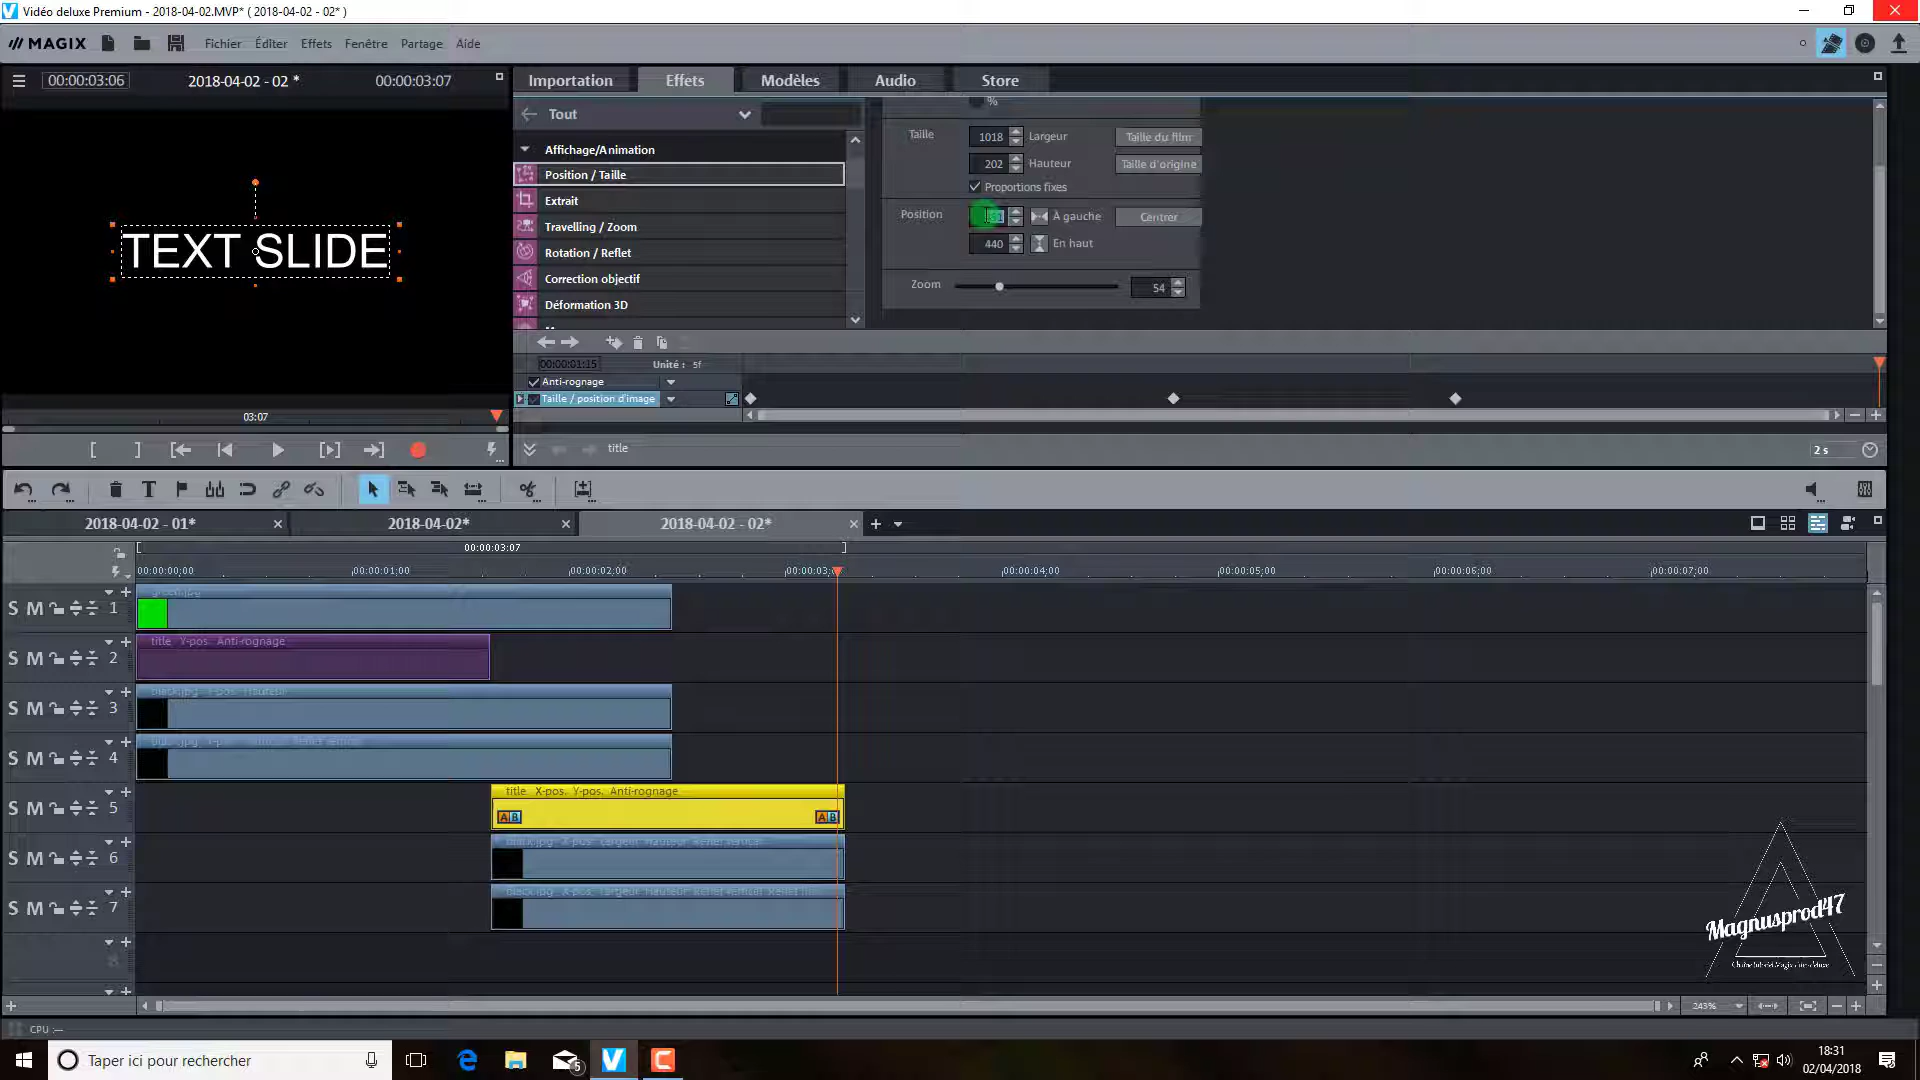 Vidéo deluxe Premium - 2018-04-02.MVP* ( 2018-04-02 - 02* )
MAGIX
Fichier Éditer Effets Fenêtre Partage Aide
00:00:03:06 2018-04-02 - 02 * 00:00:03:07
Importation Effets Modèles Audio Store
Tout
Affichage/Animation
Position / Taille
Extrait
Travelling / Zoom
Rotation / Reflet
Correction objectif
Déformation 3D
%
Taille 1018 Largeur Taille du film
202 Hauteur Taille d'origine
Proportions fixes
Position À gauche Centrer
440 En haut
Zoom 54
TEXT SLIDE
00:00:01:15 Unité : 5f
Anti-rognage
Taille / position d'image
03:07
title 2 s
2018-04-02 - 01* 2018-04-02* 2018-04-02 - 02*
00:00:03:07
00:00:00:00 00:00:01:00 00:00:02:00 00:00:03: 00:00:04:00 00:00:05:00 00:00:06:00 00:00:07:00
S M 1
S M 2 title Y-pos. Anti-rognage
S M 3
S M 4
S M 5 title X-pos. Y-pos. Anti-rognage
AB AB
S M 6
S M 7
8
Magnusprod47
243%
CPU :—
Taper ici pour rechercher
5
18:31
02/04/2018